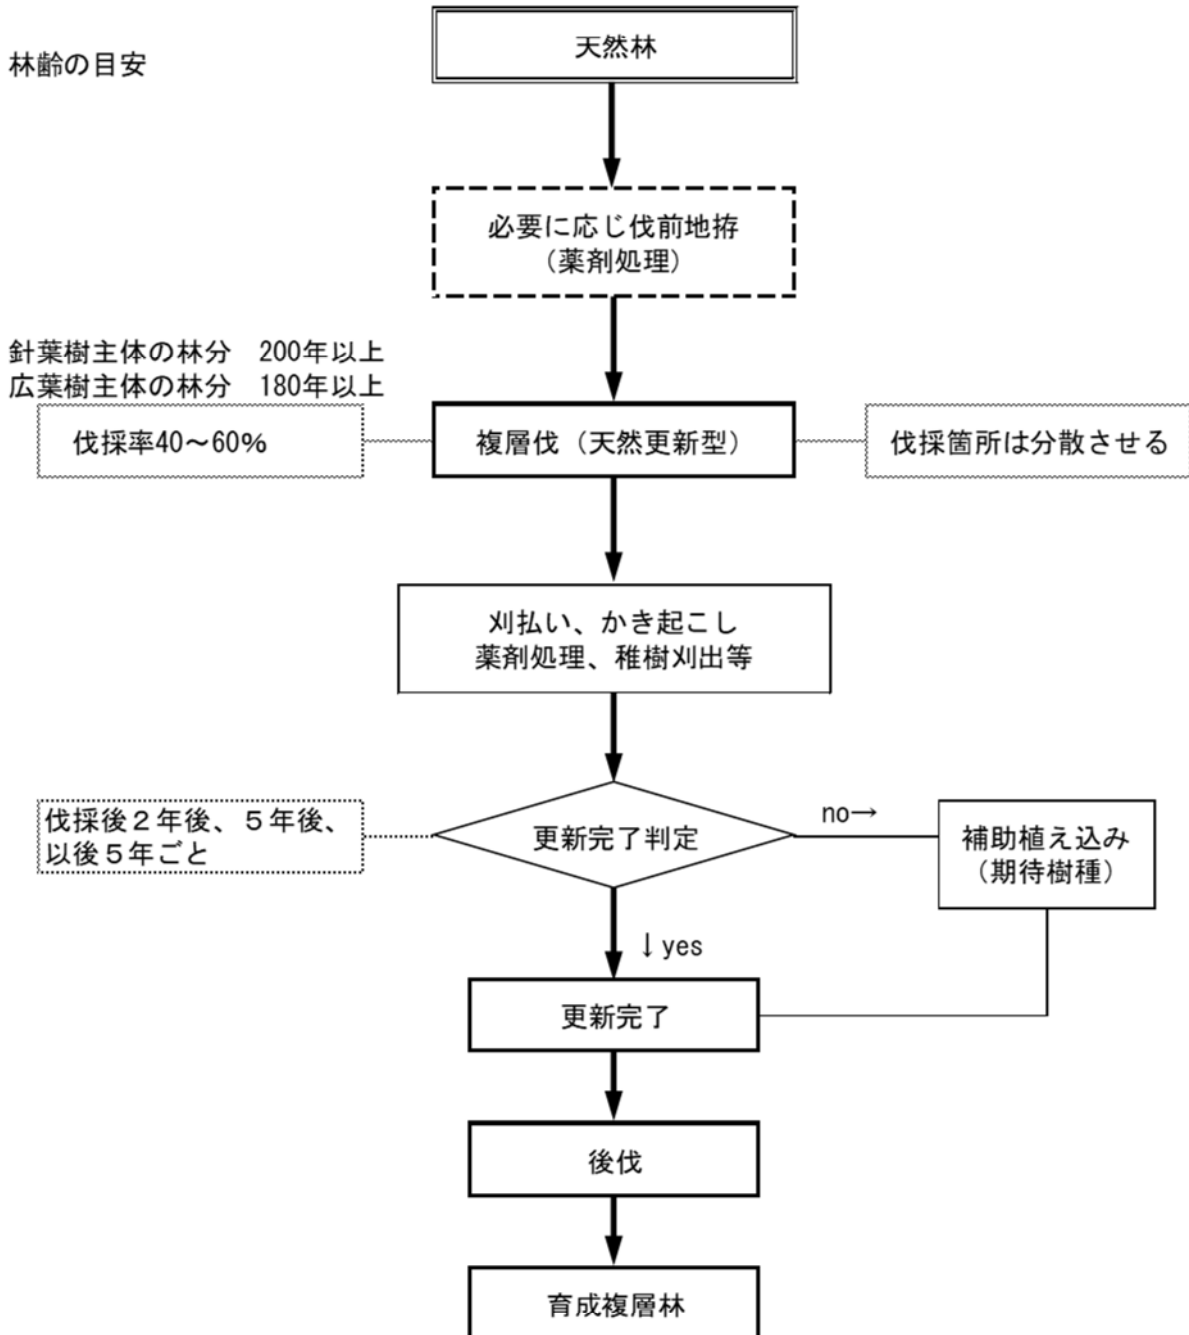 天然林
林齢の目安
必要に応じ伐前地拵
（薬剤処理）
針葉樹主体の林分　200年以上
広葉樹主体の林分　180年以上
伐採率40～60%
複層伐（天然更新型）
伐採箇所は分散させる
刈払い、かき起こし
薬剤処理、稚樹刈出等
伐採後２年後、５年後、
以後５年ごと
更新完了判定
no→
補助植え込み
（期待樹種）
↓yes
更新完了
後伐
育成複層林